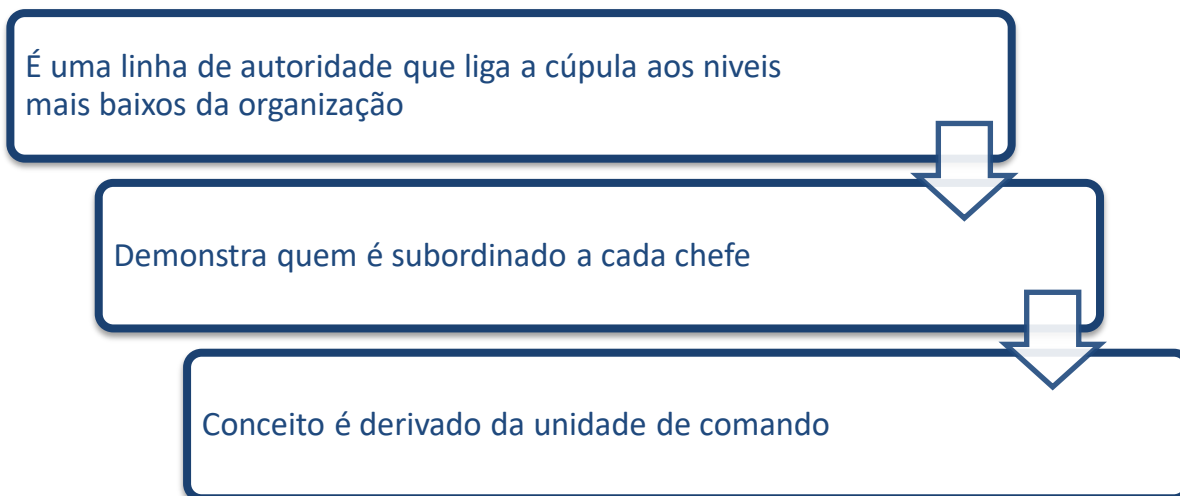 É uma linha de autoridade que liga a cúpula aos niveis
mais baixos da organização
Demonstra quem é subordinado a cada chefe
Conceito é derivado da unidade de comando